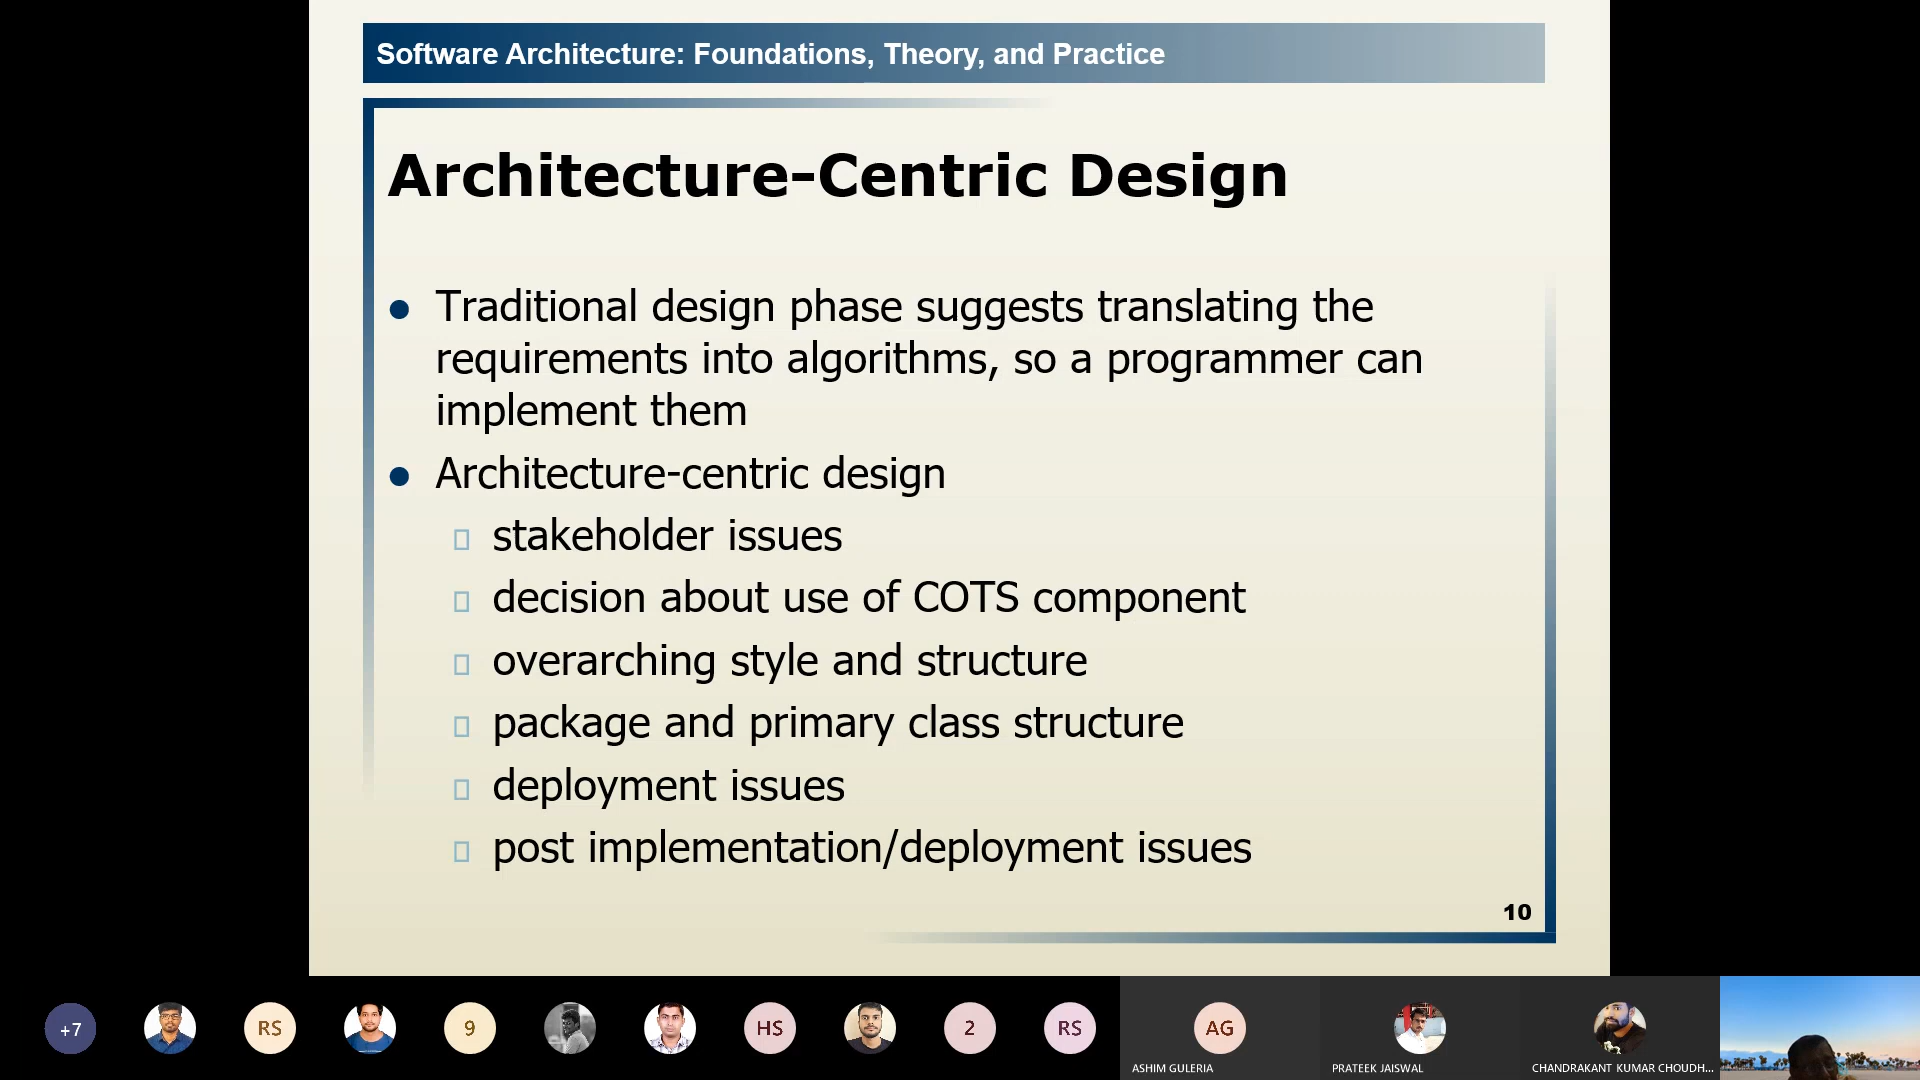 Software Architecture: Foundations, Theory, and Practice
Architecture-Centric Design
Traditional design phase suggests translating the
requirements into algorithms, so a programmer can
implement them
Architecture-centric design
stakeholder issues
decision about use of COTS component
overarching style and structure
package and primary class structure
deployment issues
post implementation/deployment issues
10
+7
RS
9
HS
2
RS
AG
ASHIM GULERIA
PRATEEK JAISWAL
CHANDRAKANT KUMAR CHOUDH...